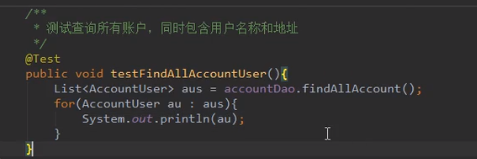 /**
* 测试查询所有账户，同时包含用户名称和地址
*/
@Test
public void testFindAllAccountUser(){
List<AccountUser> aus = accountDao.findAllAccount();
for(AccountUser au : aus){
System.out.println(au);
}
}